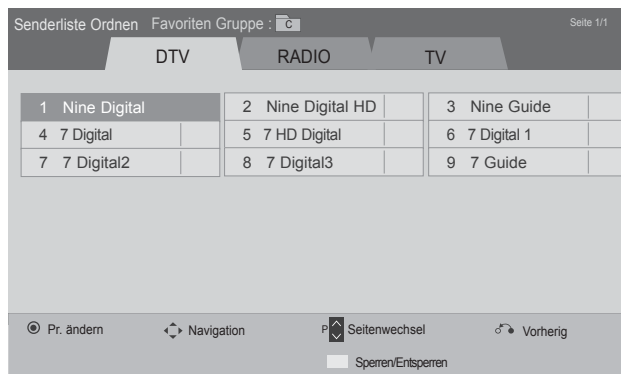 Senderliste Ordnen Favoriten Gruppe : C Seite 1/1
DTV RADIO TV
1 Nine Digital 2 Nine Digital HD 3 Nine Guide
4 7 Digital 5 7 HD Digital 6 7 Digital 1
7 7 Digital2 8 7 Digital3 9 7 Guide
Pr. ändern Navigation P Seitenwechsel Vorherig
Sperren/Entsperren